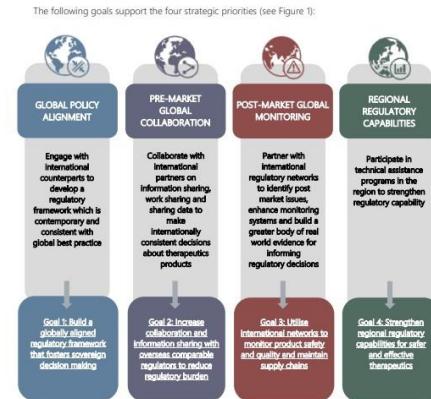 The following goals support the four strategic priorities (see Figure 1):
GLOBAL POLICY
ALIGNMENT
Engage with
international
counterparts to
develop a
regulatory
framework which is
contemporary and
consistent with
global best practice
Goal 1: Build a
globally aligned
regulatory framework
that fosters sovereign
decision making
PRE-MARKET
GLOBAL
COLLABORATION
Collaborate with
international
partners on
information sharing,
work sharing and
sharing data to
make
internationally
consistent decisions
about therapeutics
products
Goal 2: Increase
collaboration and
information sharing with
overseas comparable
regulators to reduce
regulatory burden
POST-MARKET GLOBAL
MONITORING
Partner with
international
regulatory networks
to identify post
market issues,
enhance monitoring
systems and build a
greater body of real
world evidence for
informing
regulatory decisions
Goal 3: Utilise
international networks to
monitor product safety
and quality and maintain
supply chains
REGIONAL
REGULATORY
CAPABILITIES
Participate in
technical assistance
programs in the
region to strengthen
regulatory capability
Goal 4: Strengthen
regional regulatory
capabilities for safer
and effective
therapeutics